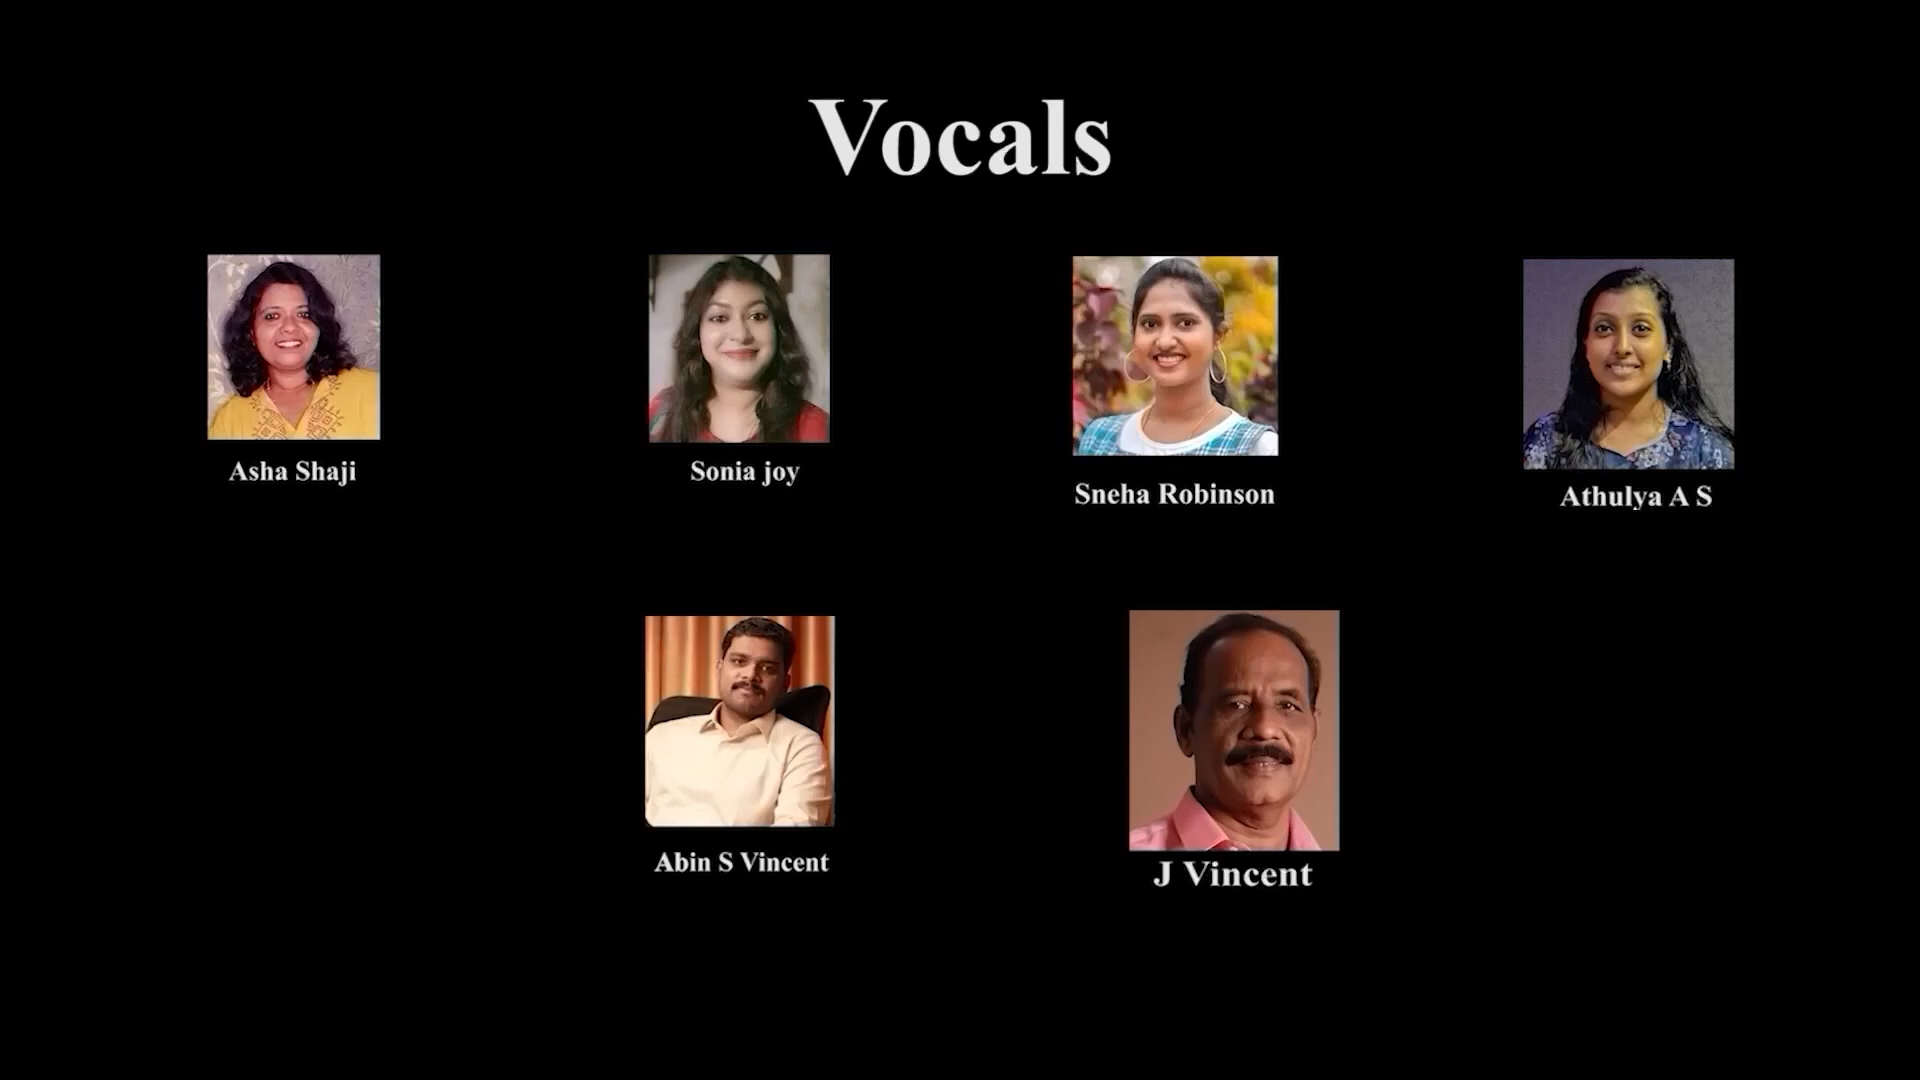 Vocals
Asha Shaji
Sonia joy
Sneha Robinson
Athulya A S
Abin S Vincent
J Vincent